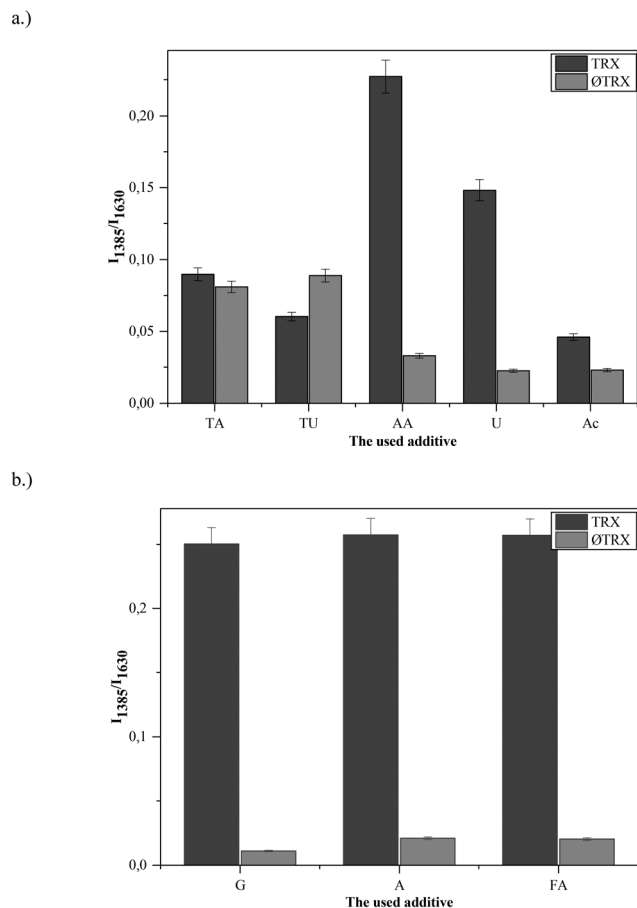 a.)
TRX
ØTRX
0,20
0,15
0,10
0,05
0,00
I1385/I1630
TA TU AA U Ac
The used additive
b.)
TRX
ØTRX
0,2
0,1
0,0
I1385/I1630
G A FA
The used additive